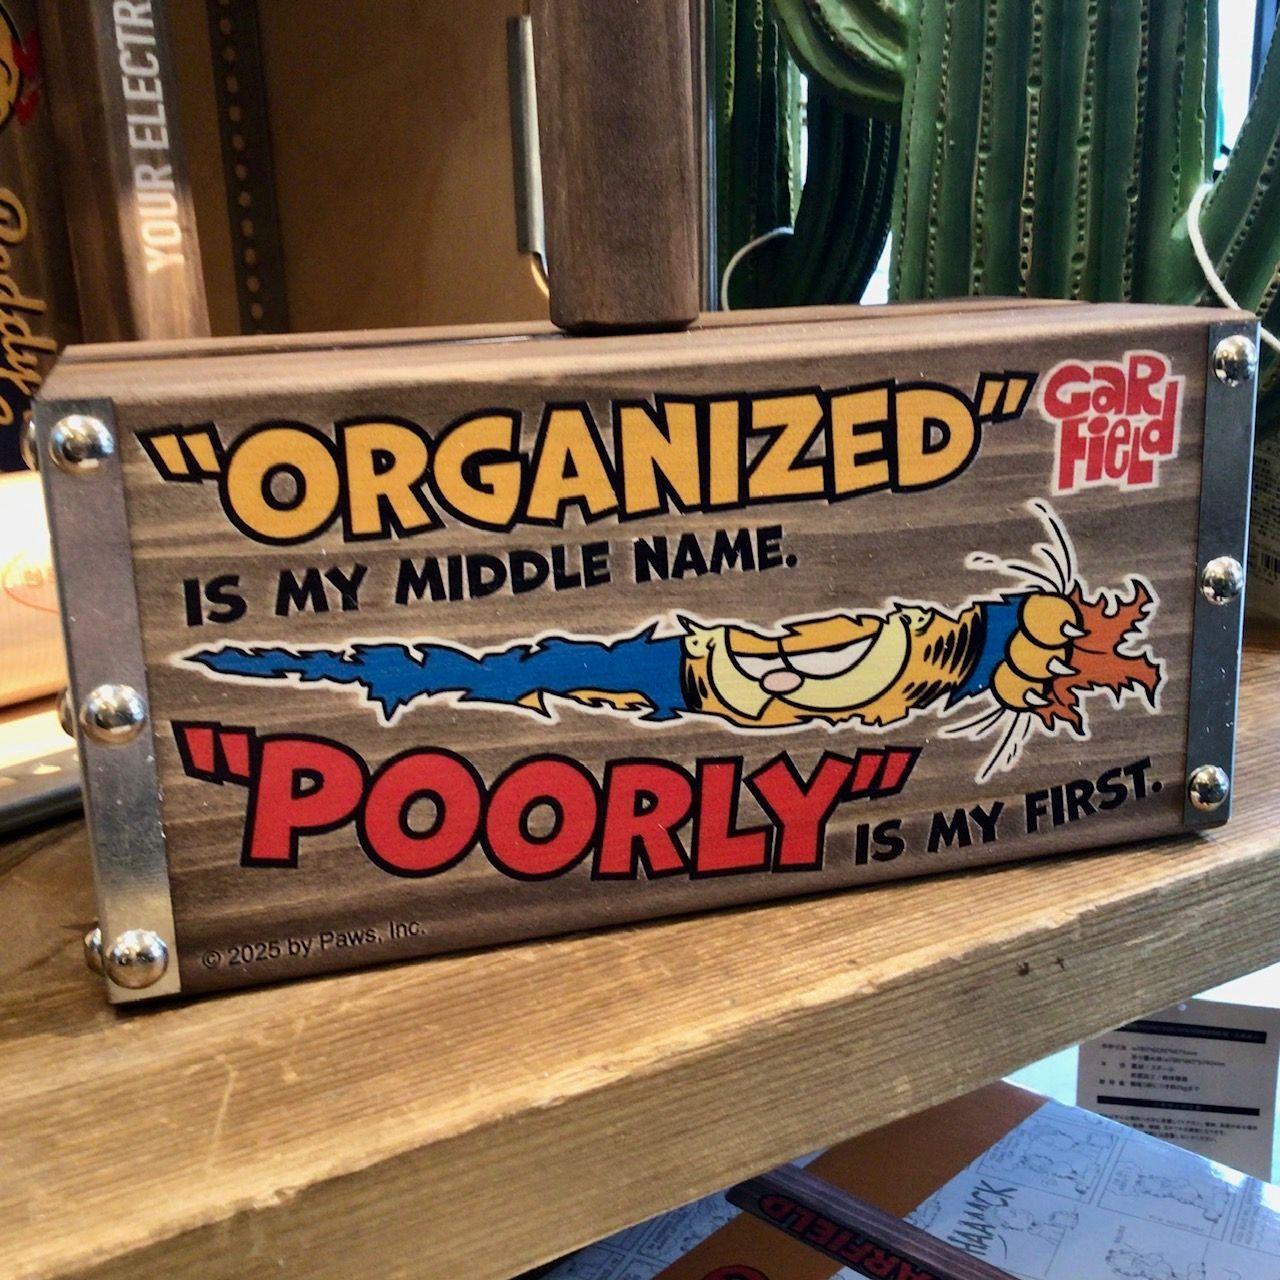 YOUR ELECTR
"ORGANIZED"
GARFIELD
IS MY MIDDLE NAME.
"POORLY" IS MY FIRST.
© 2025 by Paws, Inc.
GARFIELD